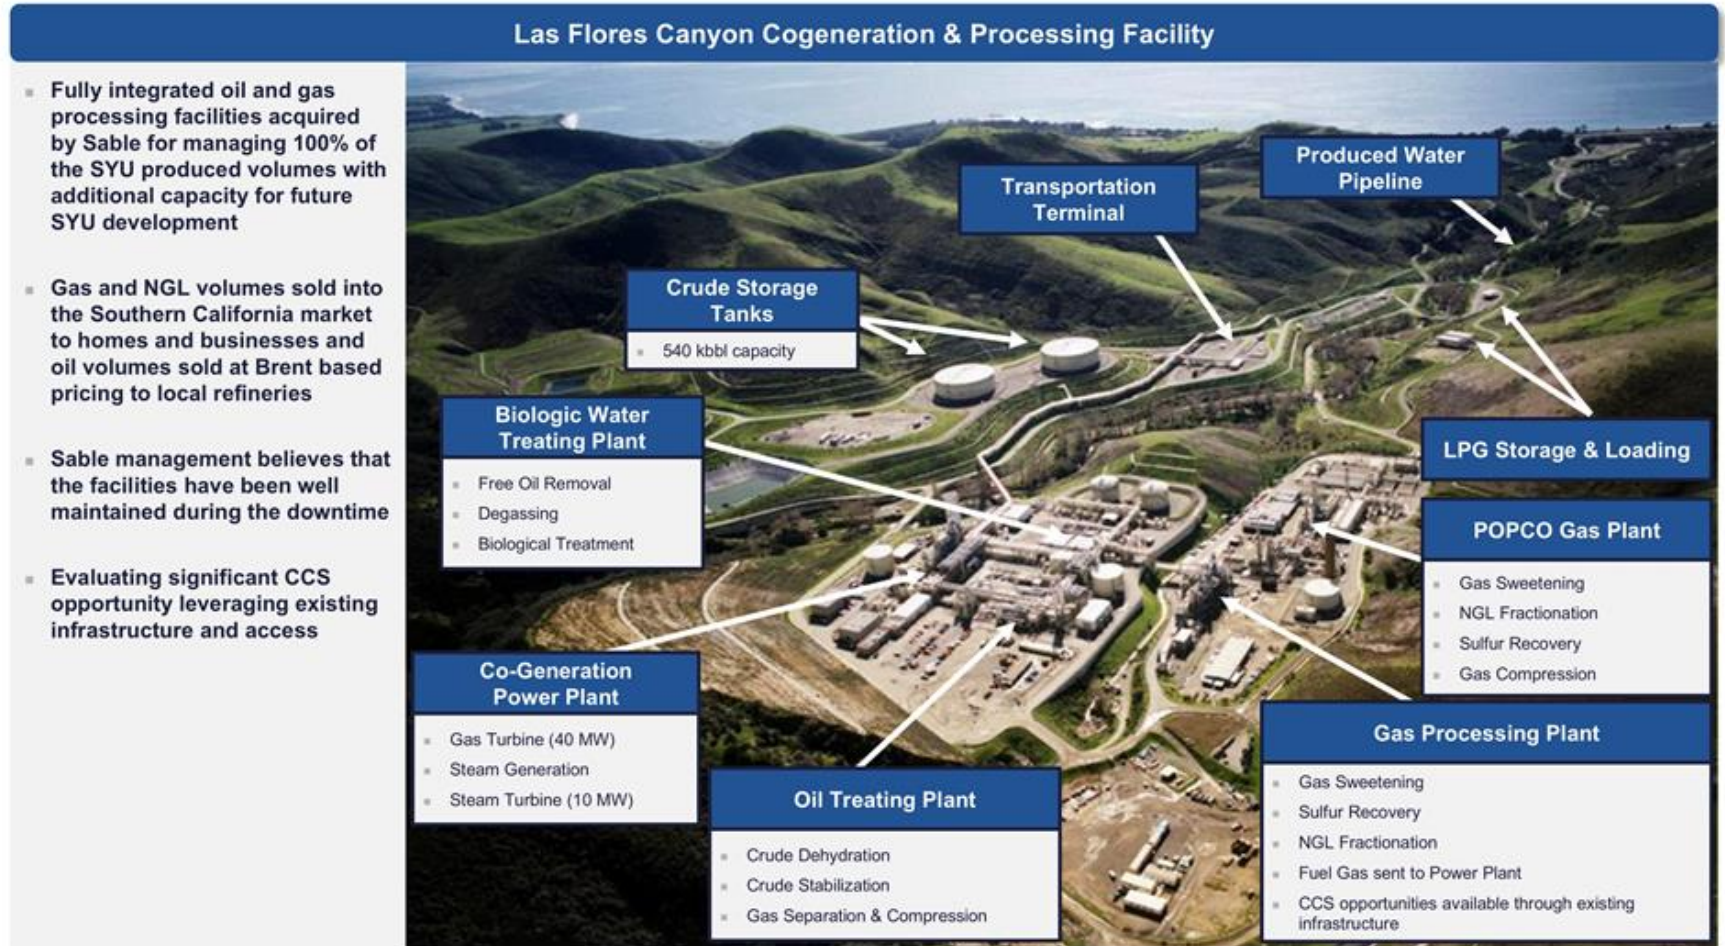 Las Flores Canyon Cogeneration & Processing Facility
Fully integrated oil and gas
processing facilities acquired
by Sable for managing 100% of
the SYU produced volumes with
additional capacity for future
SYU development
Gas and NGL volumes sold into
the Southern California market
to homes and businesses and
oil volumes sold at Brent based
pricing to local refineries
Sable management believes that
the facilities have been well
maintained during the downtime
Evaluating significant CCS
opportunity leveraging existing
infrastructure and access
Produced Water
Pipeline
Transportation
Terminal
Crude Storage
Tanks
540 kbbl capacity
Biologic Water
Treating Plant
Free Oil Removal
Degassing
Biological Treatment
LPG Storage & Loading
POPCO Gas Plant
Gas Sweetening
NGL Fractionation
Sulfur Recovery
Gas Compression
Co-Generation
Power Plant
Gas Turbine (40 MW)
Steam Generation
Steam Turbine (10 MW)
Oil Treating Plant
Crude Dehydration
Crude Stabilization
Gas Separation & Compression
Gas Processing Plant
Gas Sweetening
Sulfur Recovery
NGL Fractionation
Fuel Gas sent to Power Plant
CCS opportunities available through existing
infrastructure